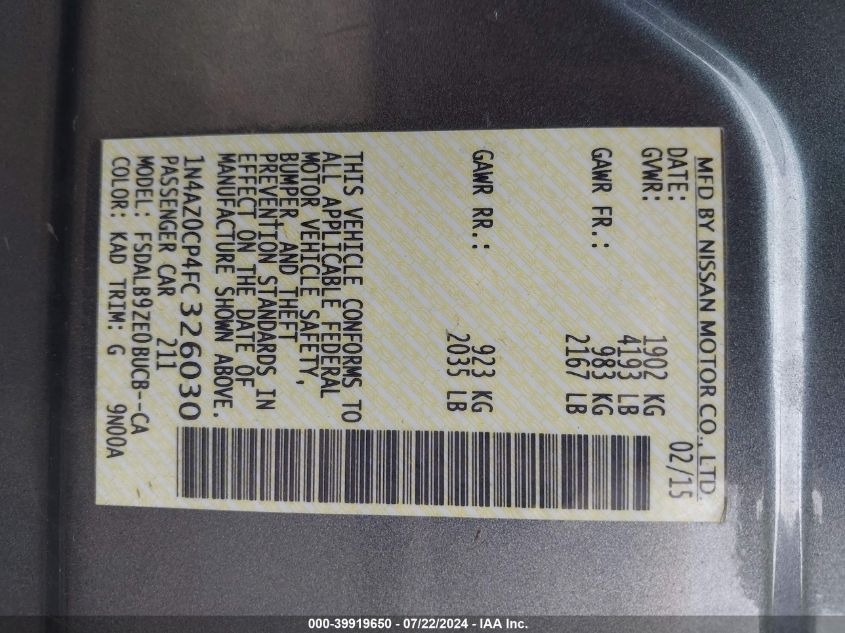 MFD BY NISSAN MOTOR CO., LTD.
DATE: 02/15
GVWR: 1902 KG
4193 LB
GAWR FR.: 983 KG
2167 LB
GAWR RR.: 923 KG
2035 LB
THIS VEHICLE CONFORMS TO
ALL APPLICABLE FEDERAL
MOTOR VEHICLE SAFETY,
BUMPER AND THEFT
PREVENTION STANDARDS IN
EFFECT ON THE DATE OF
MANUFACTURE SHOWN ABOVE.
1N4AZ0CP4FC326030
PASSENGER CAR 211
MODEL: FSDALB9ZE0BUCB--CA
COLOR: KAD TRIM: G 9N00A
000-39919650 - 07/22/2024 - IAA Inc.